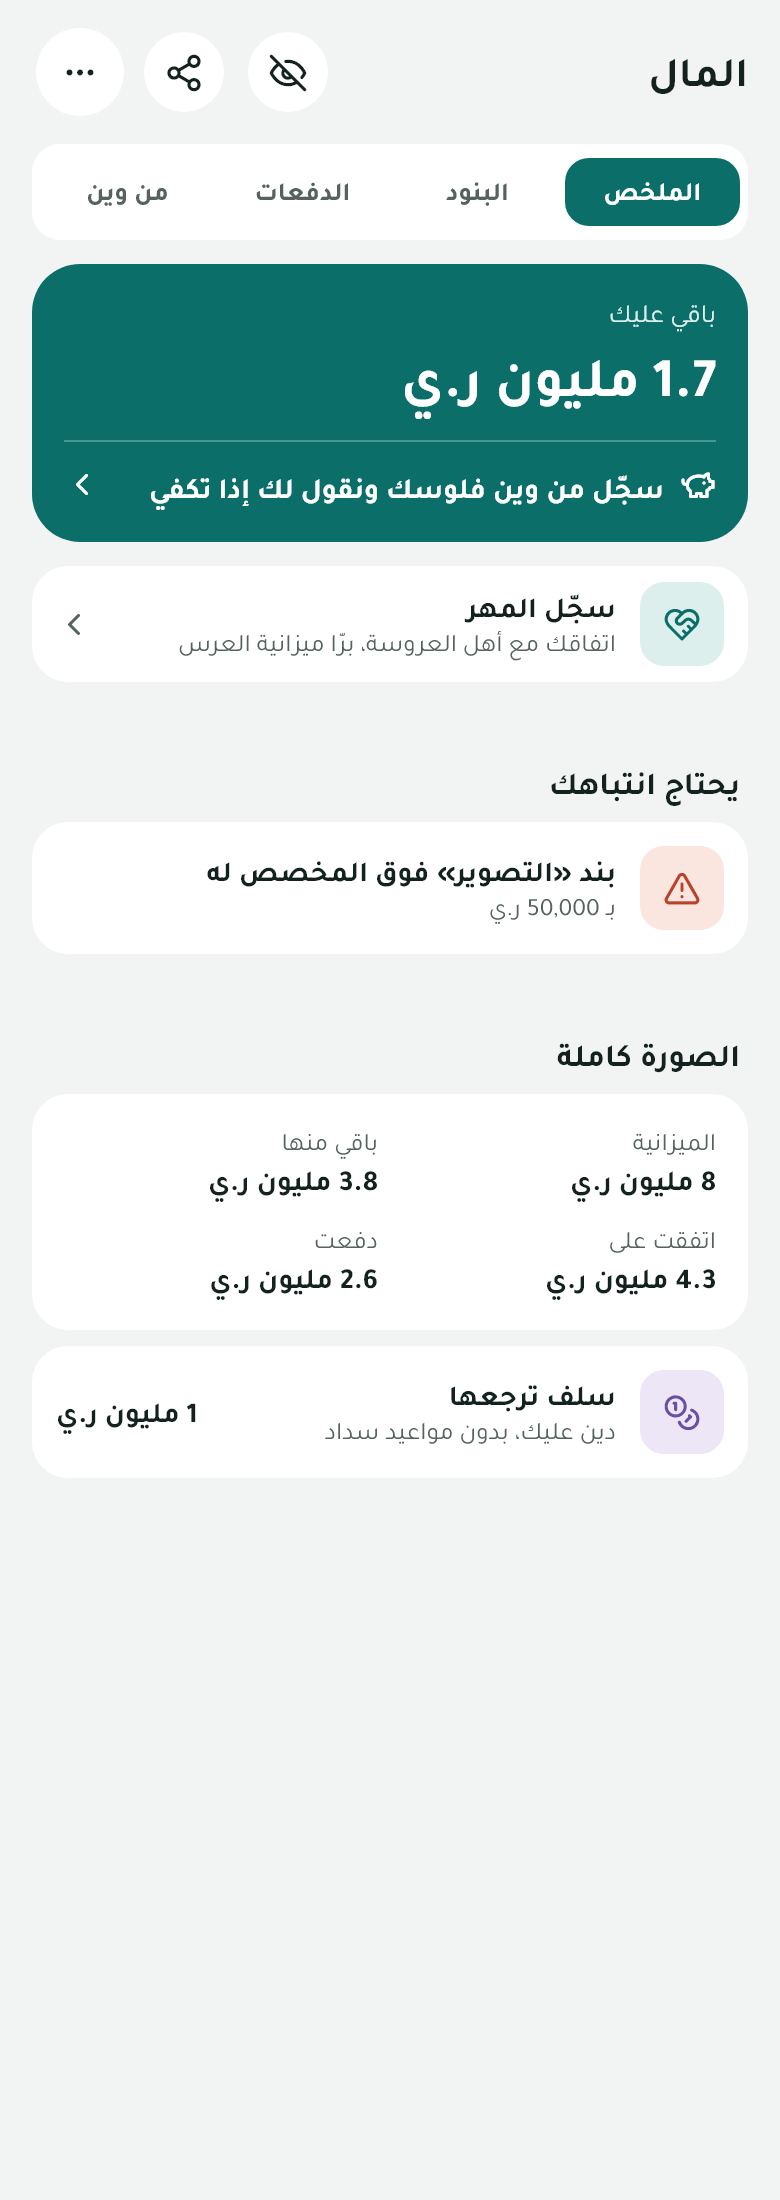 المال
الملخص
البنود
الدفعات
من وين
باقي عليك
1.7 مليون ر.ي
سجّل من وين فلوسك ونقول لك إذا تكفي
سجّل المهر
اتفاقك مع أهل العروسة، برّا ميزانية العرس
يحتاج انتباهك
بند «التصوير» فوق المخصص له
بـ 50,000 ر.ي
الصورة كاملة
الميزانية
8 مليون ر.ي
باقي منها
3.8 مليون ر.ي
اتفقت على
4.3 مليون ر.ي
دفعت
2.6 مليون ر.ي
سلف ترجعها
دين عليك، بدون مواعيد سداد
1 مليون ر.ي